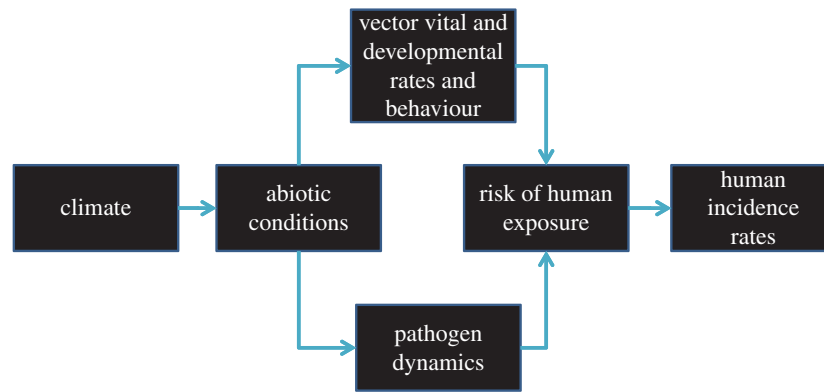 vector vital and
developmental
rates and
behaviour
climate
abiotic
conditions
risk of human
exposure
human
incidence
rates
pathogen
dynamics